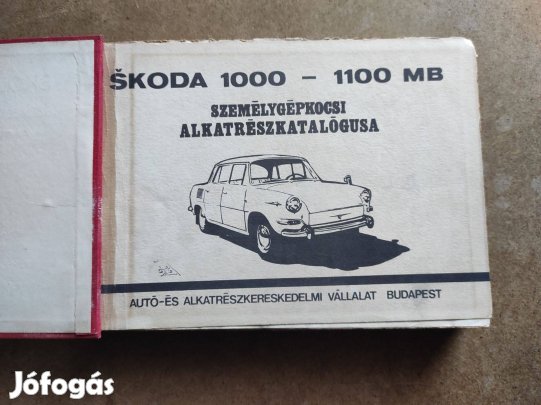 ŠKODA 1000 - 1100 MB
SZEMÉLYGÉPKOCSI
ALKATRÉSZKATALÓGUSA
AUTÓ-ÉS ALKATRÉSZKERESKEDELMI VÁLLALAT BUDAPEST
Jófogás